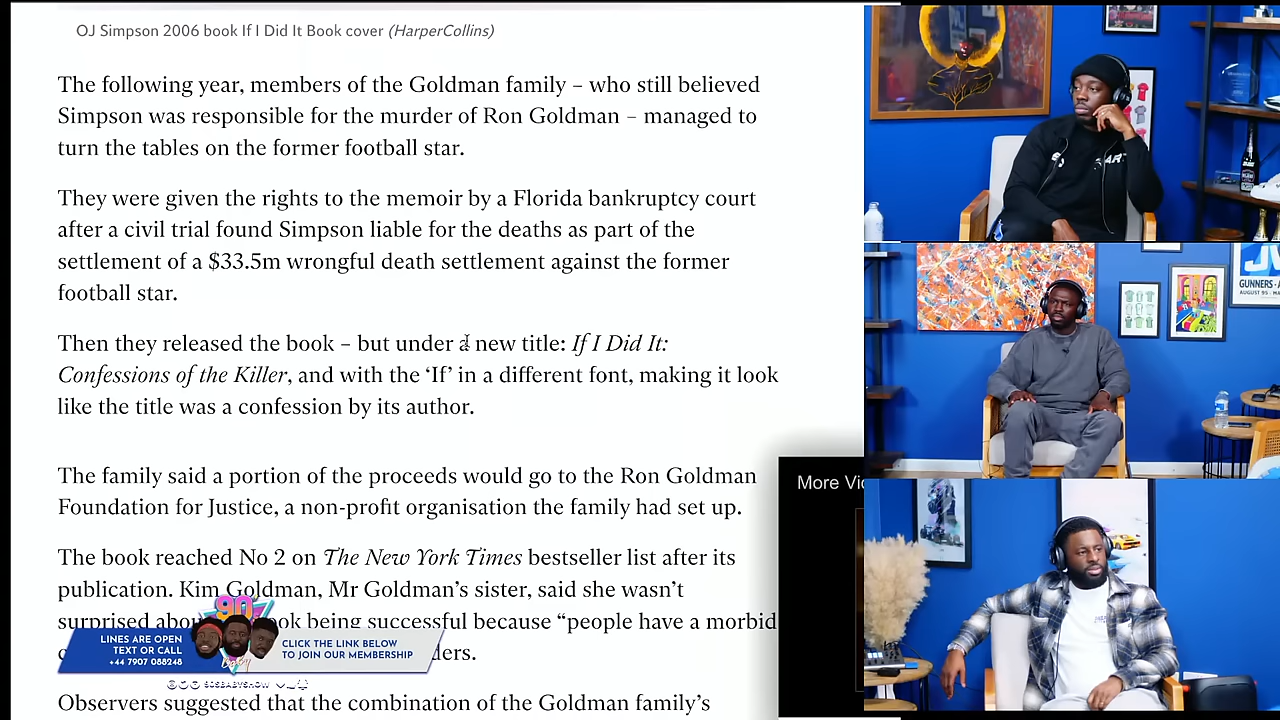 OJ Simpson 2006 book If I Did It Book cover (HarperCollins)
The following year, members of the Goldman family – who still believed
Simpson was responsible for the murder of Ron Goldman – managed to
turn the tables on the former football star.
They were given the rights to the memoir by a Florida bankruptcy court
after a civil trial found Simpson liable for the deaths as part of the
settlement of a $33.5m wrongful death settlement against the former
football star.
Then they released the book – but under a new title: If I Did It:
Confessions of the Killer, and with the ‘If’ in a different font, making it look
like the title was a confession by its author.
The family said a portion of the proceeds would go to the Ron Goldman
Foundation for Justice, a non-profit organisation the family had set up.
The book reached No 2 on The New York Times bestseller list after its
publication. Kim Goldman, Mr Goldman’s sister, said she wasn’t
surprised being successful because “people have a morbid
Observers suggested that the combination of the Goldman family’s
More
LINES ARE OPEN
TEXT OR CALL
+44 7907 088248
90
baby
CLICK THE LINK BELOW
TO JOIN OUR MEMBERSHIP
90SBABYSHOW
GUNNERS
AUGUST 95